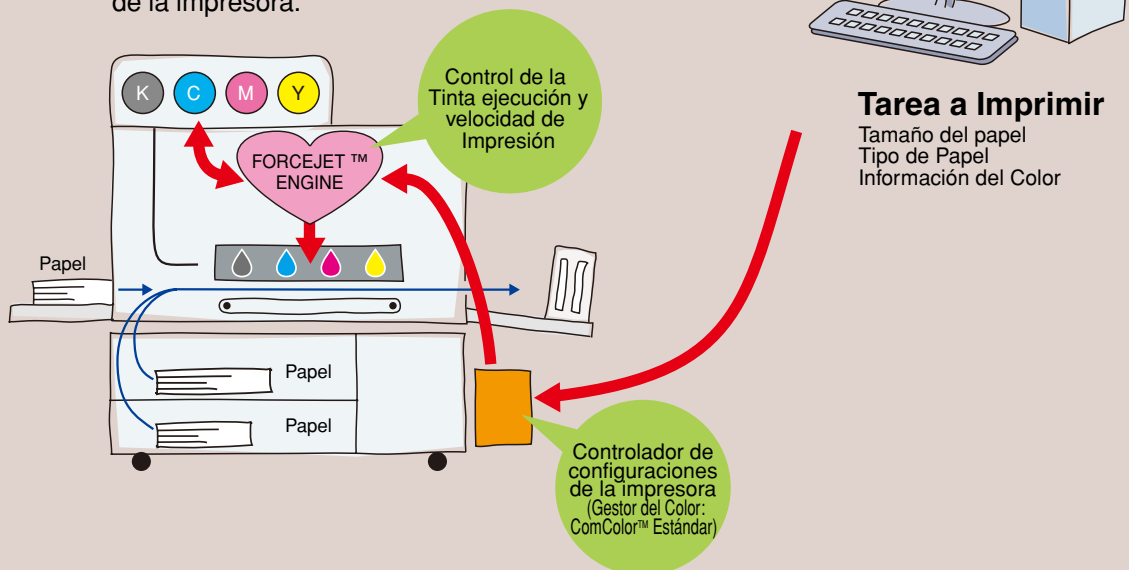 de la impresora.
K C M Y
Control de la
Tinta ejecución y
velocidad de
Impresión
FORCEJET ™
ENGINE
Tarea a Imprimir
Tamaño del papel
Tipo de Papel
Información del Color
Papel
Papel
Papel
Controlador de
configuraciones
de la impresora
(Gestor del Color:
ComColor™ Estándar)